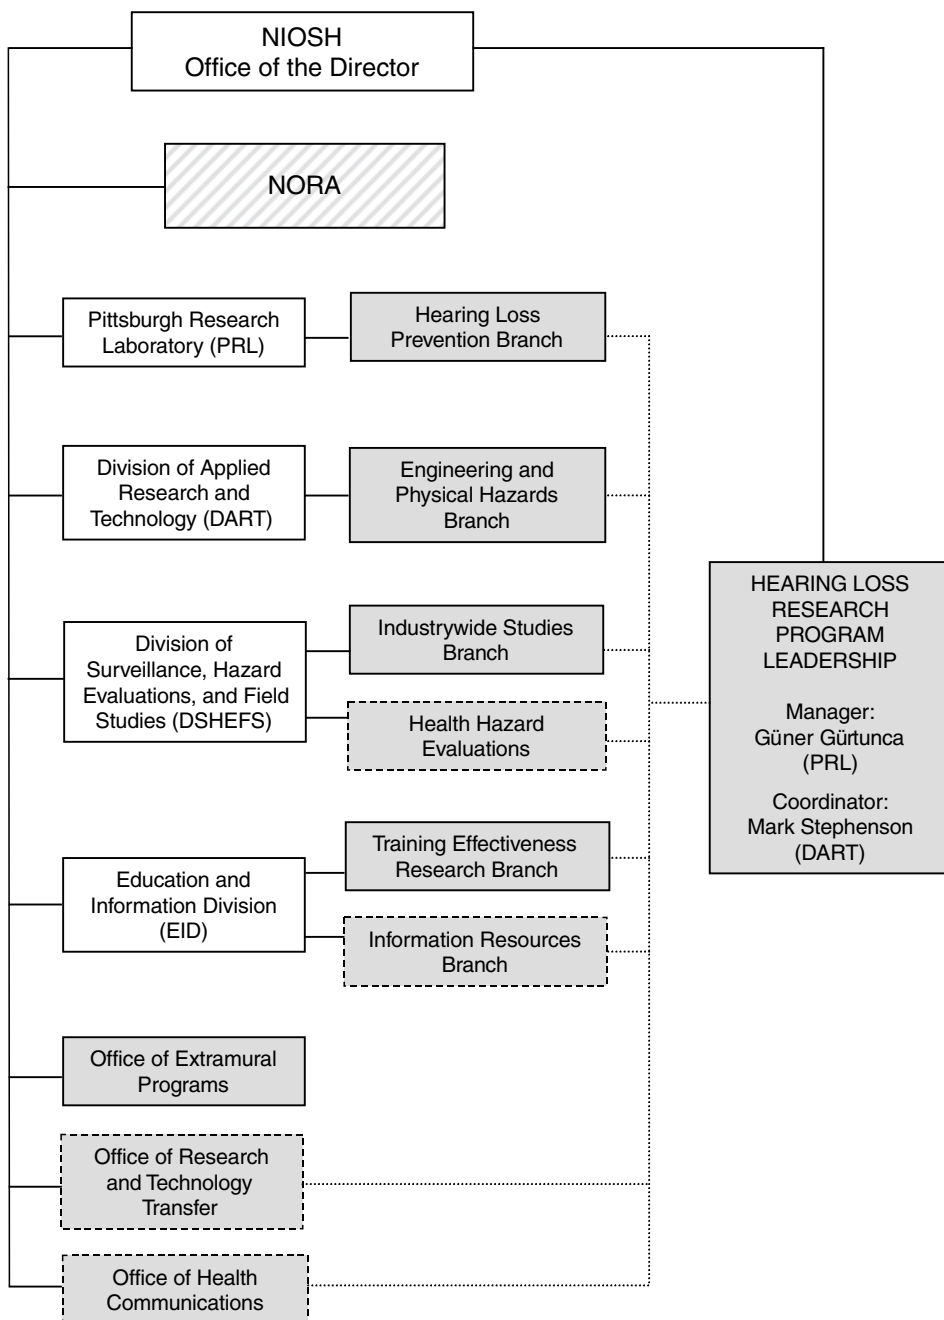 NIOSH
Office of the Director
NORA
Pittsburgh Research
Laboratory (PRL)
Hearing Loss
Prevention Branch
Division of Applied
Research and
Technology (DART)
Engineering and
Physical Hazards
Branch
Division of
Surveillance, Hazard
Evaluations, and Field
Studies (DSHEFS)
Industrywide Studies
Branch
Health Hazard
Evaluations
Education and
Information Division
(EID)
Training Effectiveness
Research Branch
Information Resources
Branch
Office of Extramural
Programs
Office of Research
and Technology
Transfer
Office of Health
Communications
HEARING LOSS
RESEARCH
PROGRAM
LEADERSHIP
Manager:
Güner Gürtunca
(PRL)
Coordinator:
Mark Stephenson
(DART)